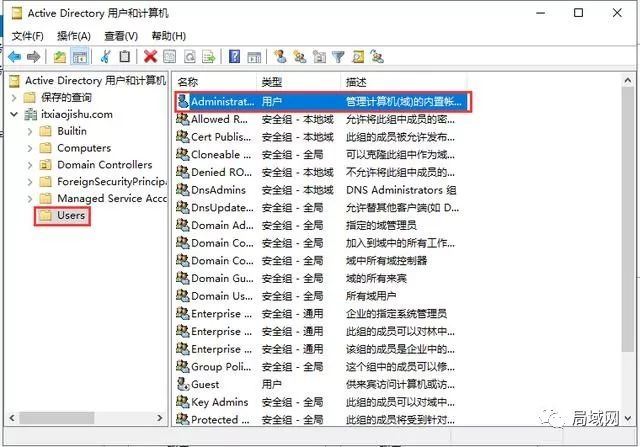 Active Directory 用户和计算机
文件(F) 操作(A) 查看(V) 帮助(H)
Active Directory 用户和计算机
保存的查询
itxiaojishu.com
Builtin
Computers
Domain Controllers
ForeignSecurityPrincipa
Managed Service Acco
Users
名称 类型 描述
Administrat... 用户 管理计算机(域)的内置帐...
Allowed R... 安全组 - 本地域 允许将此组中成员的密...
Cert Publis... 安全组 - 本地域 此组的成员被允许发布...
Cloneable ... 安全组 - 全局 可以克隆此组中作为域...
Denied RO... 安全组 - 本地域 不允许将此组中成员的...
DnsAdmins 安全组 - 本地域 DNS Administrators 组
DnsUpdate... 安全组 - 全局 允许替其他客户端(如 D...
Domain Ad... 安全组 - 全局 指定的域管理员
Domain Co... 安全组 - 全局 加入到域中的所有工作...
Domain Co... 安全组 - 全局 域中所有域控制器
Domain Gu... 安全组 - 全局 域的所有来宾
Domain Us... 安全组 - 全局 所有域用户
Enterprise ... 安全组 - 通用 企业的指定系统管理员
Enterprise ... 安全组 - 通用 此组的成员可以对林中...
Enterprise ... 安全组 - 通用 该组的成员是企业中的...
Group Poli... 安全组 - 全局 这个组中的成员可以修...
Guest 用户 供来宾访问计算机或访...
Key Admins 安全组 - 全局 此组的成员可以对域中...
Protected ... 安全组 - 全局 此组的成员将受到针对...
局域网